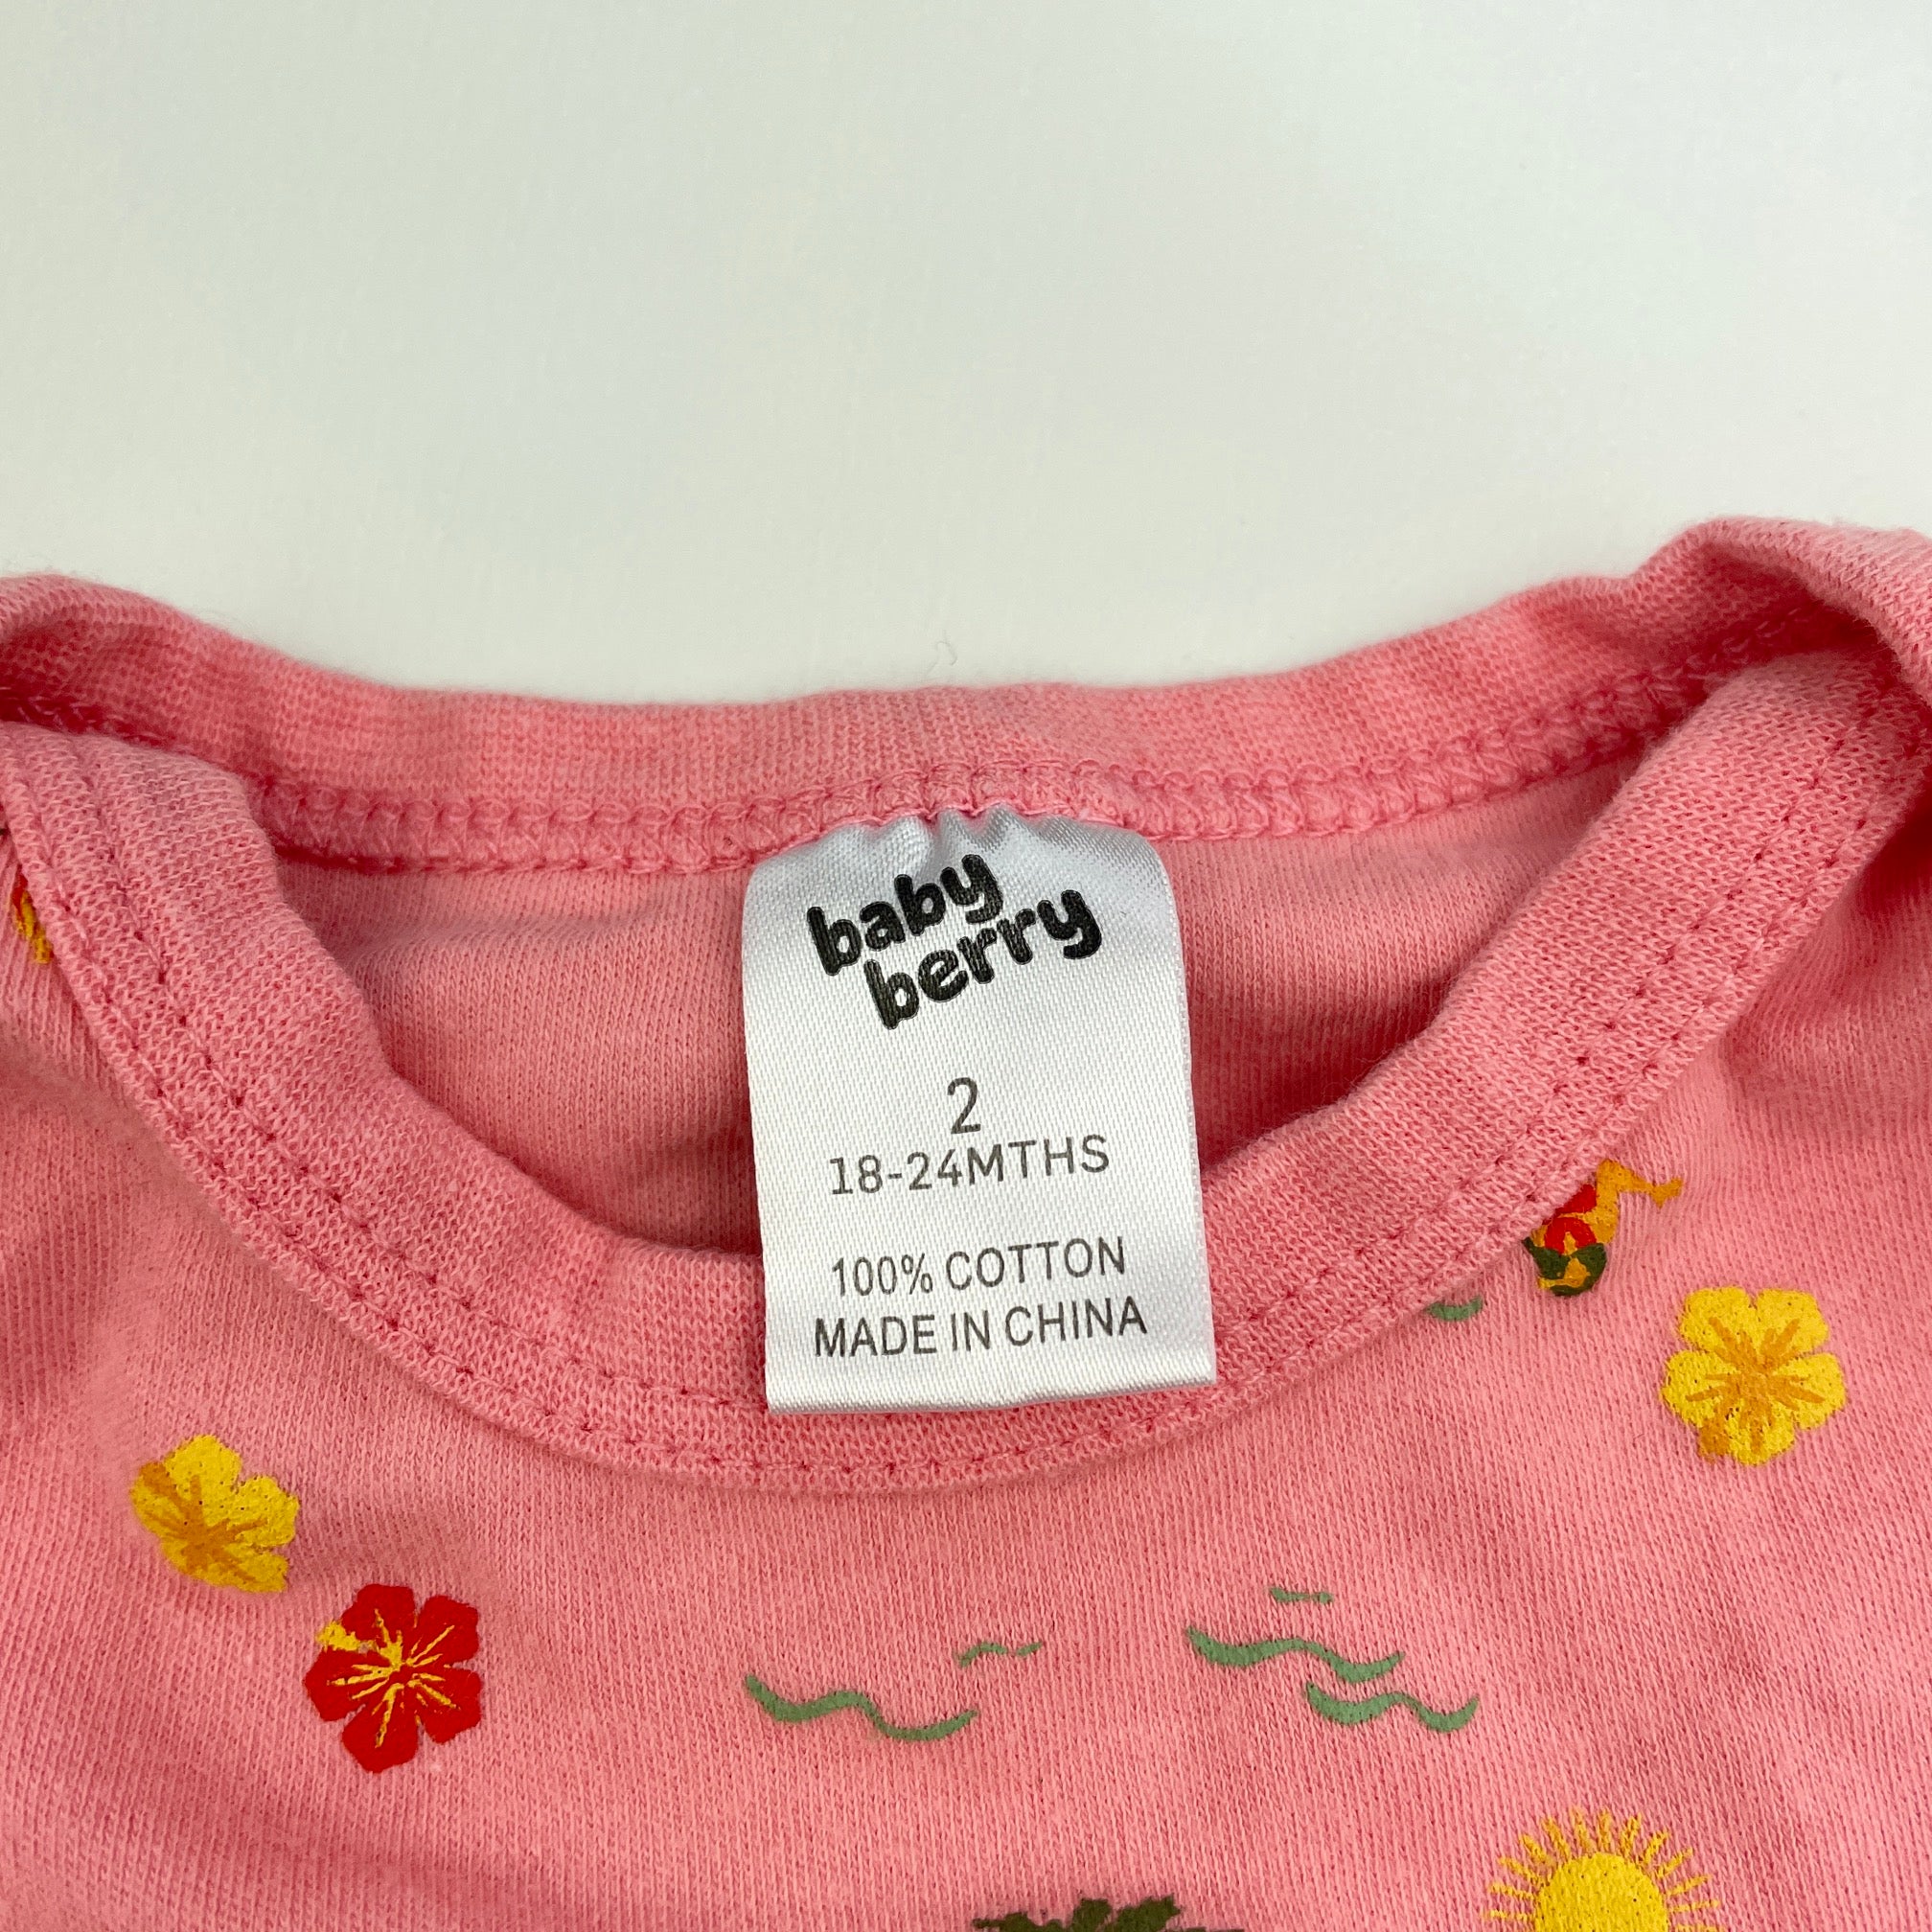 baby
berry
2
18-24MTHS
100% COTTON
MADE IN CHINA